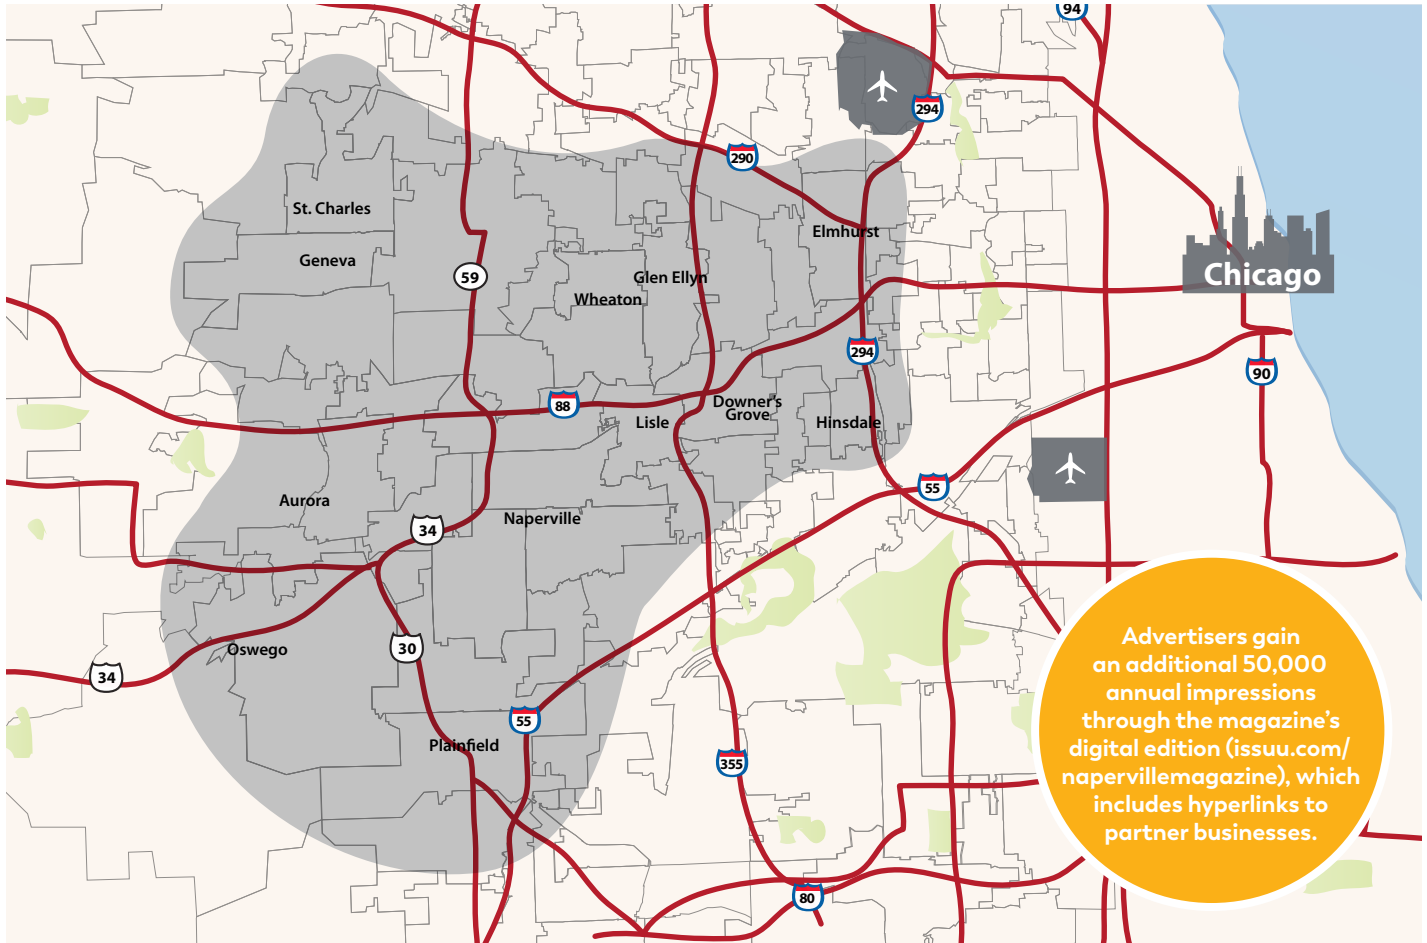 94
294
290
St. Charles
Elmhurst
Geneva
59
Glen Ellyn
Chicago
Wheaton
294
90
88
Downer's
Grove
Lisle
Hinsdale
55
Aurora
Naperville
34
30
Oswego
34
55
Plainfield
355
80
Advertisers gain
an additional 50,000
annual impressions
through the magazine’s
digital edition (issuu.com/
napervillemagazine), which
includes hyperlinks to
partner businesses.